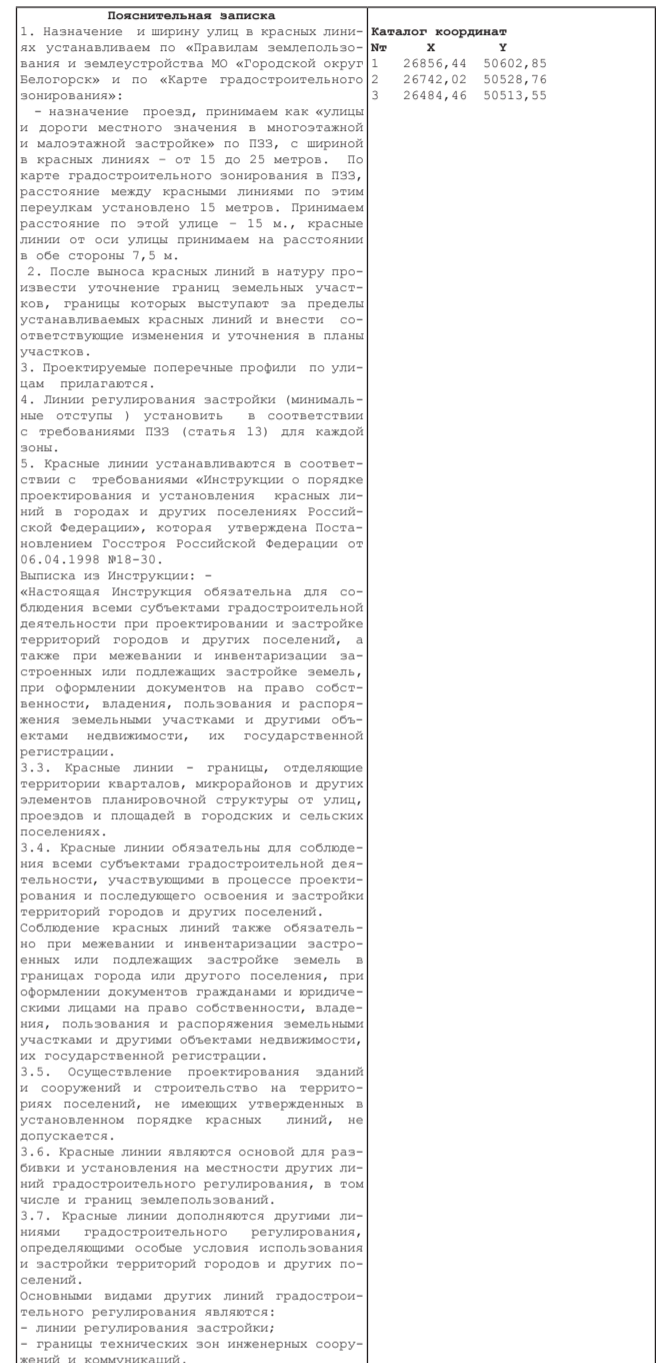 Пояснительная записка
1. Назначение и ширину улиц в красных лини-
ях устанавливаем по «Правилам землепользо-
вания и землеустройства МО «Городской округ
Белогорск» и по «Карте градостроительного
зонирования»:
- назначение проезд, принимаем как «улицы
и дороги местного значения в многоэтажной
и малоэтажной застройке» по ПЗЗ, с шириной
в красных линиях – от 15 до 25 метров. По
карте градостроительного зонирования в ПЗЗ,
расстояние между красными линиями по этим
переулкам установлено 15 метров. Принимаем
расстояние по этой улице – 15 м., красные
линии от оси улицы принимаем на расстоянии
в обе стороны 7,5 м.
2. После выноса красных линий в натуру про-
извести уточнение границ земельных участ-
ков, границы которых выступают за пределы
устанавливаемых красных линий и внести со-
ответствующие изменения и уточнения в планы
участков.
3. Проектируемые поперечные профили по ули-
цам прилагаются.
4. Линии регулирования застройки (минималь-
ные отступы ) установить в соответствии
с требованиями ПЗЗ (статья 13) для каждой
зоны.
5. Красные линии устанавливаются в соответ-
ствии с требованиями «Инструкции о порядке
проектирования и установления красных ли-
ний в городах и других поселениях Россий-
ской Федерации», которая утверждена Поста-
новлением Госстроя Российской Федерации от
06.04.1998 №18-30.
Выписка из Инструкции: -
«Настоящая Инструкция обязательна для со-
блюдения всеми субъектами градостроительной
деятельности при проектировании и застройке
территорий городов и других поселений, а
также при межевании и инвентаризации за-
строенных или подлежащих застройке земель,
при оформлении документов на право собст-
венности, владения, пользования и распоря-
жения земельными участками и другими объ-
ектами недвижимости, их государственной
регистрации.
3.3. Красные линии - границы, отделяющие
территории кварталов, микрорайонов и других
элементов планировочной структуры от улиц,
проездов и площадей в городских и сельских
поселениях.
3.4. Красные линии обязательны для соблюде-
ния всеми субъектами градостроительной дея-
тельности, участвующими в процессе проекти-
рования и последующего освоения и застройки
территорий городов и других поселений.
Соблюдение красных линий также обязатель-
но при межевании и инвентаризации застро-
енных или подлежащих застройке земель в
границах города или другого поселения, при
оформлении документов гражданами и юридиче-
скими лицами на право собственности, владе-
ния, пользования и распоряжения земельными
участками и другими объектами недвижимости,
их государственной регистрации.
3.5. Осуществление проектирования зданий
и сооружений и строительство на террито-
риях поселений, не имеющих утвержденных в
установленном порядке красных линий, не
допускается.
3.6. Красные линии являются основой для раз-
бивки и установления на местности других ли-
ний градостроительного регулирования, в том
числе и границ землепользований.
3.7. Красные линии дополняются другими ли-
ниями градостроительного регулирования,
определяющими особые условия использования
и застройки территорий городов и других по-
селений.
Основными видами других линий градострои-
тельного регулирования являются:
- линии регулирования застройки;
- границы технических зон инженерных соору-
жений и коммуникаций.
Каталог координат
Nт X Y
1 26856,44 50602,85
2 26742,02 50528,76
3 26484,46 50513,55